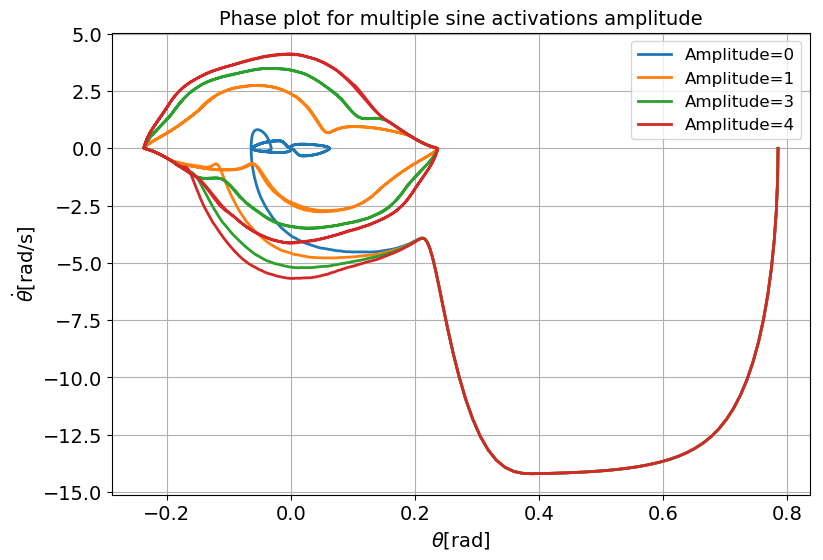 Phase plot for multiple sine activations amplitude
5.0
2.5
0.0
−2.5
−5.0
−7.5
−10.0
−12.5
−15.0
θ̇[rad/s]
Amplitude=0
Amplitude=1
Amplitude=3
Amplitude=4
−0.2 0.0 0.2 0.4 0.6 0.8
θ[rad]